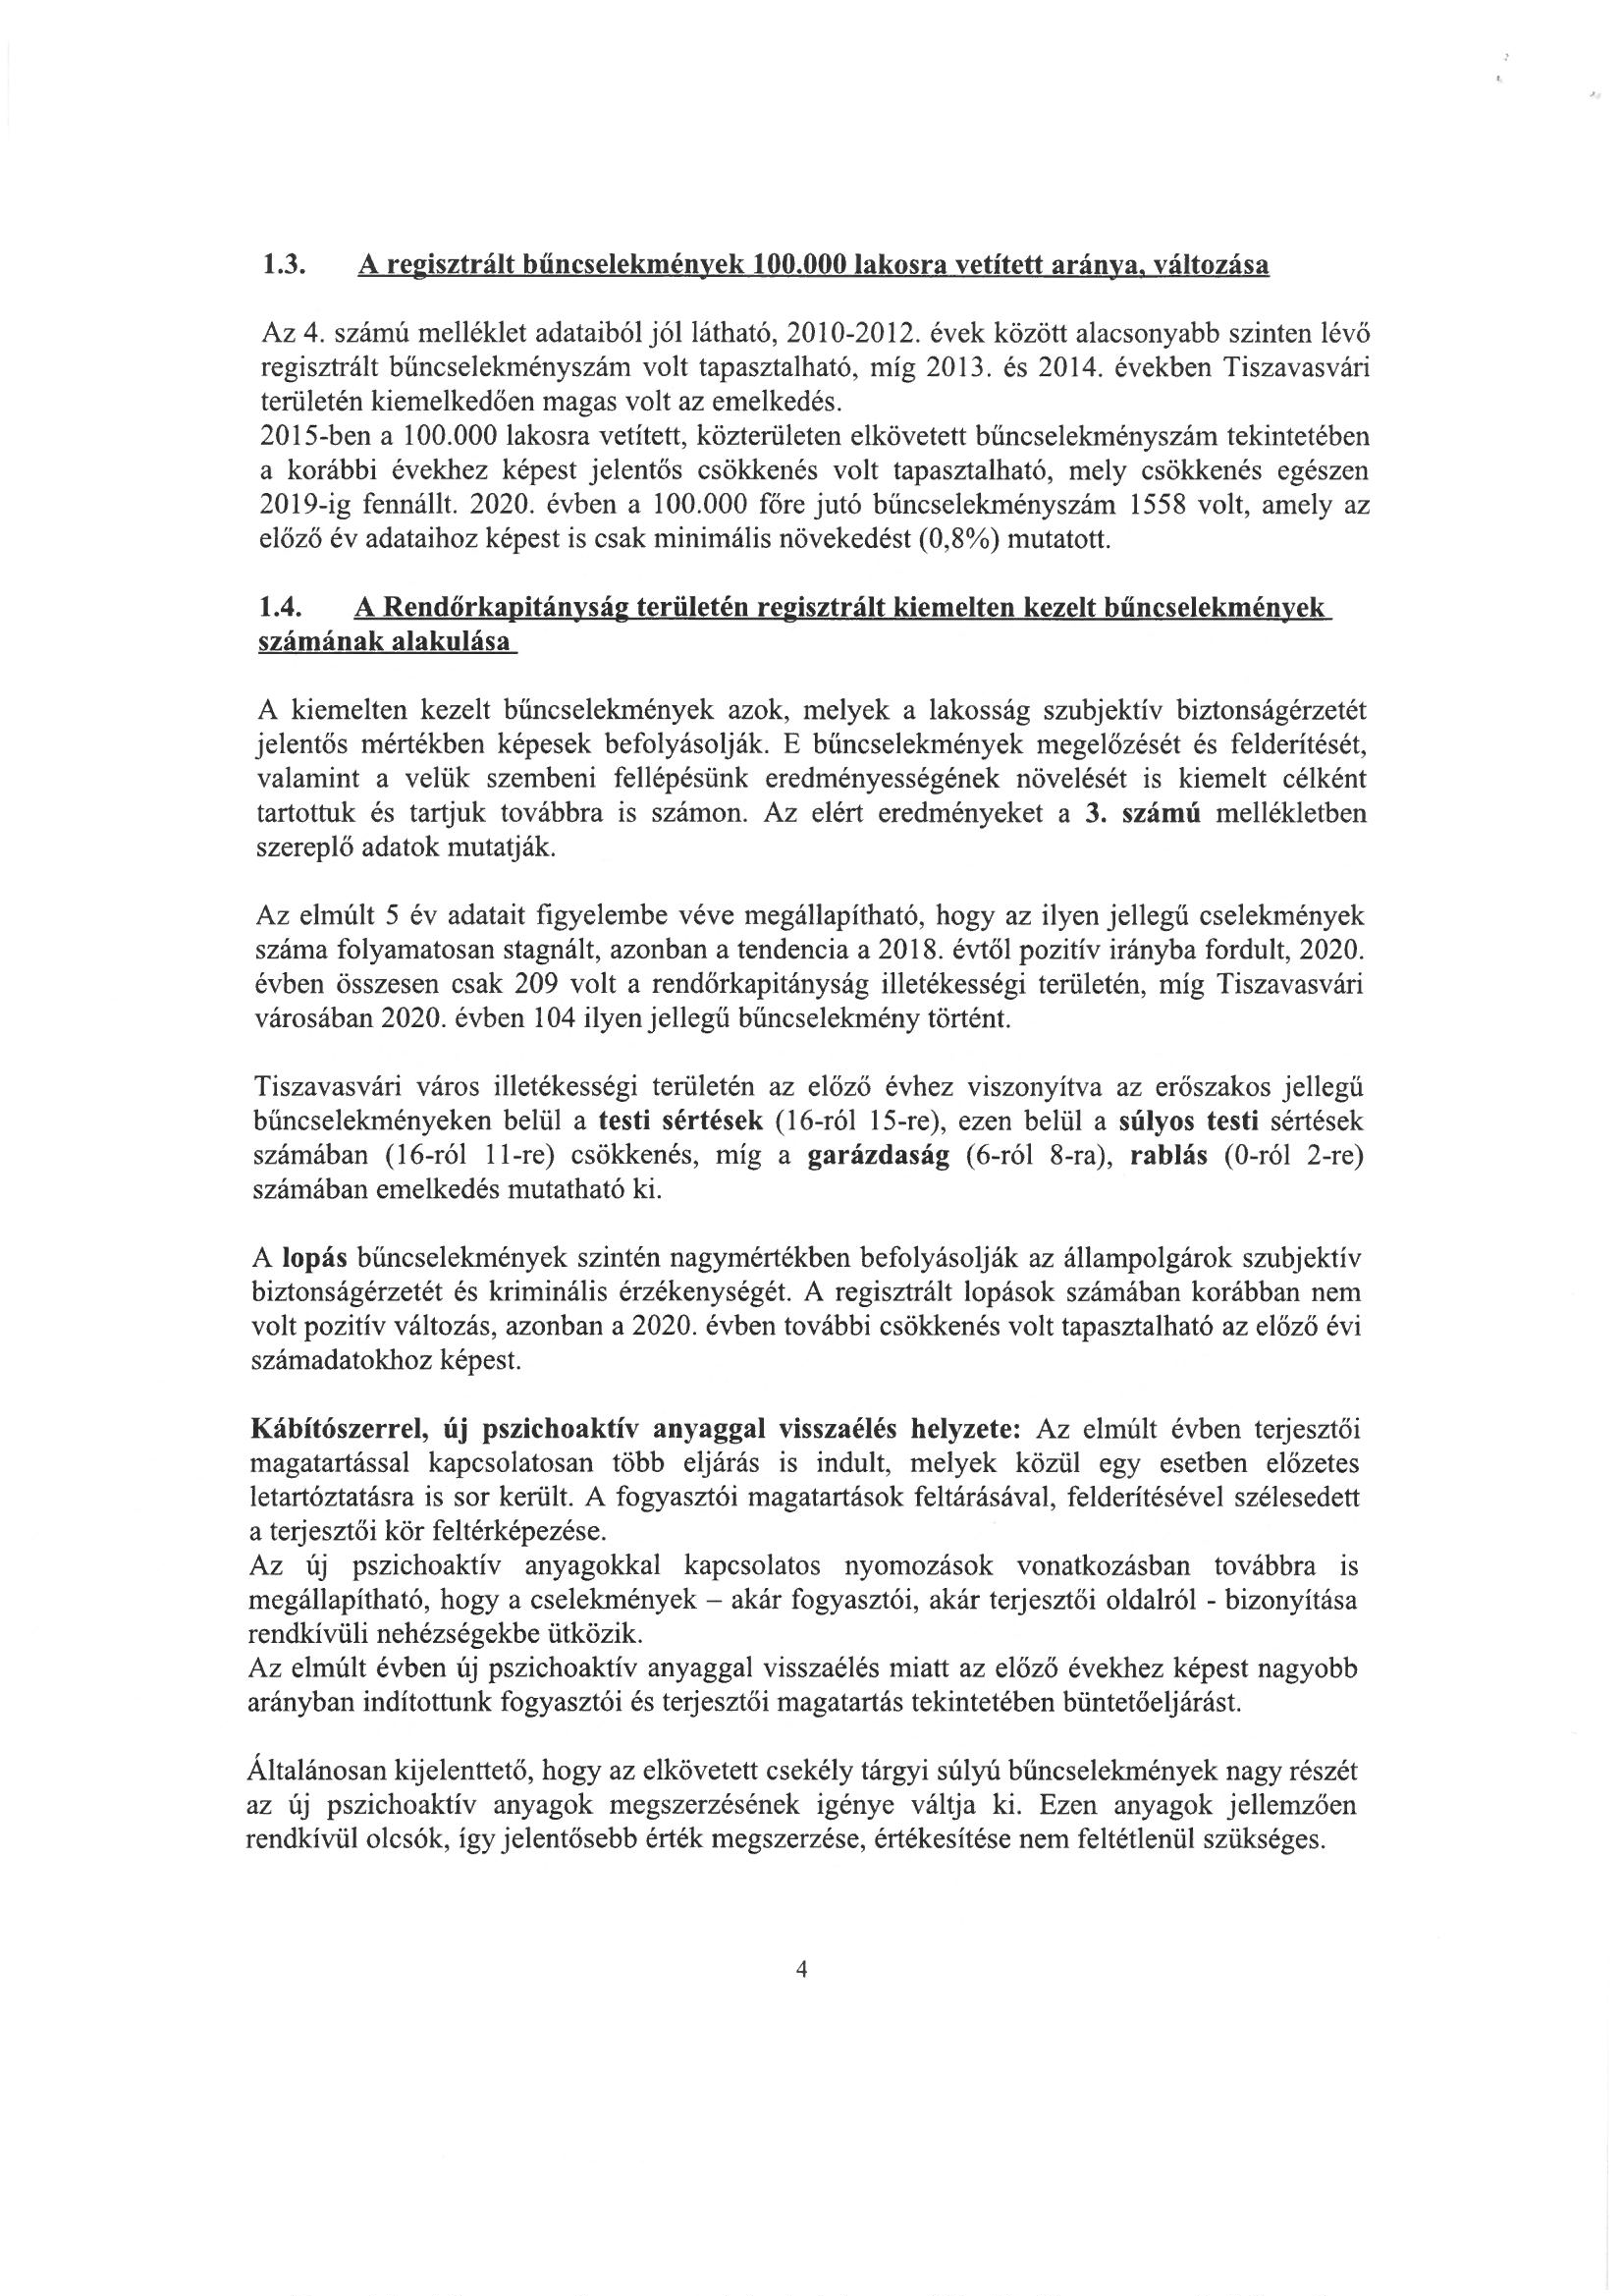 1.3. A regisztrált bűncselekmények 100.000 lakosra vetített aránya, változása
Az 4. számú melléklet adataiból jól látható, 2010-2012. évek között alacsonyabb szinten lévő
regisztrált bűncselekményszám volt tapasztalható, míg 2013. és 2014. években Tiszavasvári
területén kiemelkedően magas volt az emelkedés.
2015-ben a 100.000 lakosra vetített, közterületen elkövetett bűncselekményszám tekintetében
a korábbi évekhez képest jelentős csökkenés volt tapasztalható, mely csökkenés egészen
2019-ig fennállt. 2020. évben a 100.000 főre jutó bűncselekményszám 1558 volt, amely az
előző év adataihoz képest is csak minimális növekedést (0,8%) mutatott.
1.4. A Rendőrkapitányság területén regisztrált kiemelten kezelt bűncselekmények
számának alakulása
A kiemelten kezelt bűncselekmények azok, melyek a lakosság szubjektív biztonságérzetét
jelentős mértékben képesek befolyásolják. E bűncselekmények megelőzését és felderítését,
valamint a velük szembeni fellépésünk eredményességének növelését is kiemelt célként
tartottuk és tartjuk továbbra is számon. Az elért eredményeket a 3. számú mellékletben
szereplő adatok mutatják.
Az elmúlt 5 év adatait figyelembe véve megállapítható, hogy az ilyen jellegű cselekmények
száma folyamatosan stagnált, azonban a tendencia a 2018. évtől pozitív irányba fordult, 2020.
évben összesen csak 209 volt a rendőrkapitányság illetékességi területén, míg Tiszavasvári
városában 2020. évben 104 ilyen jellegű bűncselekmény történt.
Tiszavasvári város illetékességi területén az előző évhez viszonyítva az erőszakos jellegű
bűncselekményeken belül a testi sértések (16-ról 15-re), ezen belül a súlyos testi sértések
számában (16-ról 11-re) csökkenés, míg a garázdaság (6-ról 8-ra), rablás (0-ról 2-re)
számában emelkedés mutatható ki.
A lopás bűncselekmények szintén nagymértékben befolyásolják az állampolgárok szubjektív
biztonságérzetét és kriminális érzékenységét. A regisztrált lopások számában korábban nem
volt pozitív változás, azonban a 2020. évben további csökkenés volt tapasztalható az előző évi
számadatokhoz képest.
Kábítószerrel, új pszichoaktív anyaggal visszaélés helyzete: Az elmúlt évben terjesztői
magatartással kapcsolatosan több eljárás is indult, melyek közül egy esetben előzetes
letartóztatásra is sor került. A fogyasztói magatartások feltárásával, felderítésével szélesedett
a terjesztői kör feltérképezése.
Az új pszichoaktív anyagokkal kapcsolatos nyomozások vonatkozásban továbbra is
megállapítható, hogy a cselekmények – akár fogyasztói, akár terjesztői oldalról - bizonyítása
rendkívüli nehézségekbe ütközik.
Az elmúlt évben új pszichoaktív anyaggal visszaélés miatt az előző évekhez képest nagyobb
arányban indítottunk fogyasztói és terjesztői magatartás tekintetében büntetőeljárást.
Általánosan kijelenttető, hogy az elkövetett csekély tárgyi súlyú bűncselekmények nagy részét
az új pszichoaktív anyagok megszerzésének igénye váltja ki. Ezen anyagok jellemzően
rendkívül olcsók, így jelentősebb érték megszerzése, értékesítése nem feltétlenül szükséges.
4